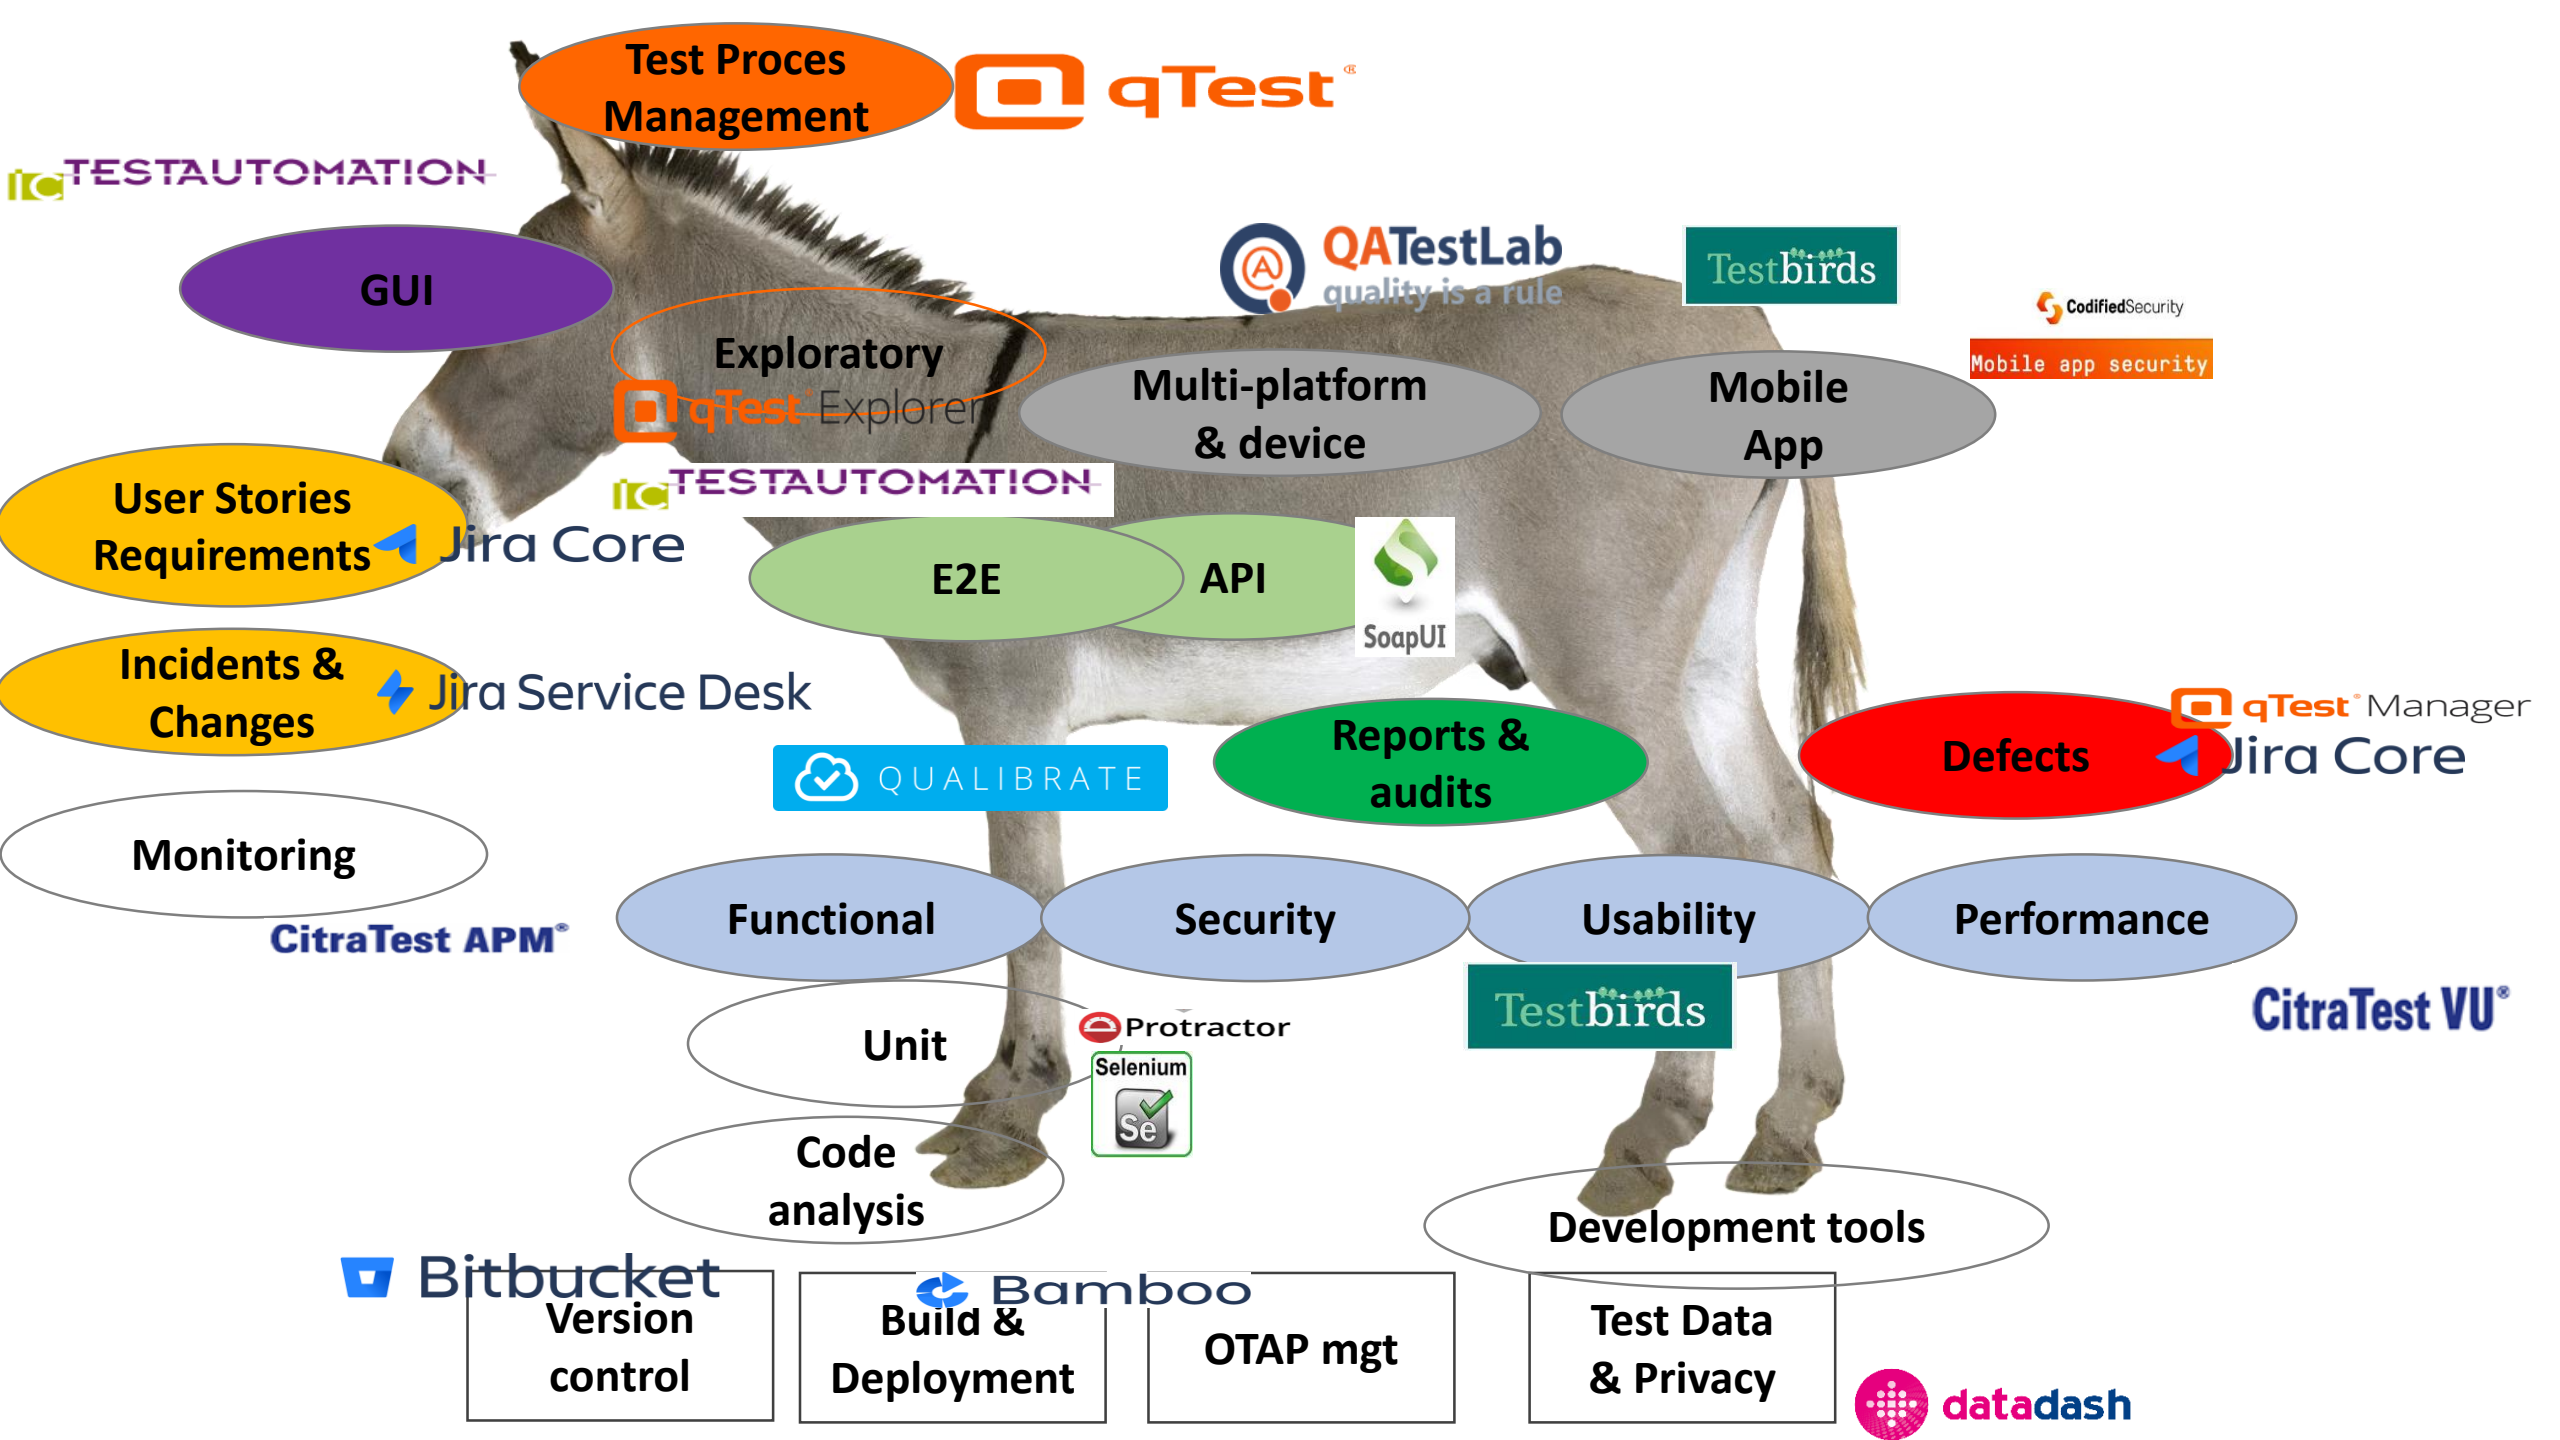 Test Proces
Management
qTest
®
ic TESTAUTOMATION
GUI
QATestLab
quality is a rule
Testbirds
CodifiedSecurity
Mobile app security
Exploratory
qTest Explorer
Multi-platform
& device
Mobile
App
ic TESTAUTOMATION
User Stories
Requirements
Jira Core
E2E
API
SoapUI
Incidents &
Changes
Jira Service Desk
QUALIBRATE
Reports &
audits
Defects
qTest Manager
Jira Core
Monitoring
CitraTest APM®
Functional
Security
Usability
Performance
Testbirds
CitraTest VU®
Unit
Protractor
Selenium
Se
Code
analysis
Development tools
Bitbucket
Version
control
Bamboo
Build &
Deployment
OTAP mgt
Test Data
& Privacy
datadash